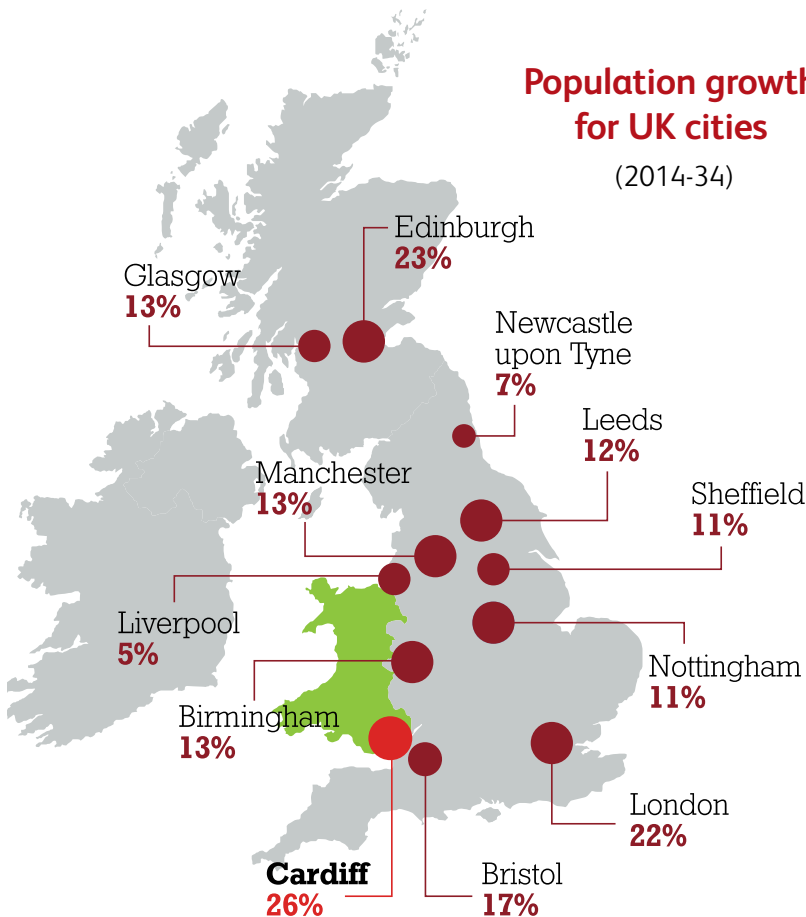 Population growth
for UK cities
(2014-34)
Edinburgh
23%
Glasgow
13%
Newcastle
upon Tyne
7%
Leeds
12%
Manchester
13%
Sheffield
11%
Liverpool
5%
Nottingham
11%
Birmingham
13%
London
22%
Cardiff
26%
Bristol
17%